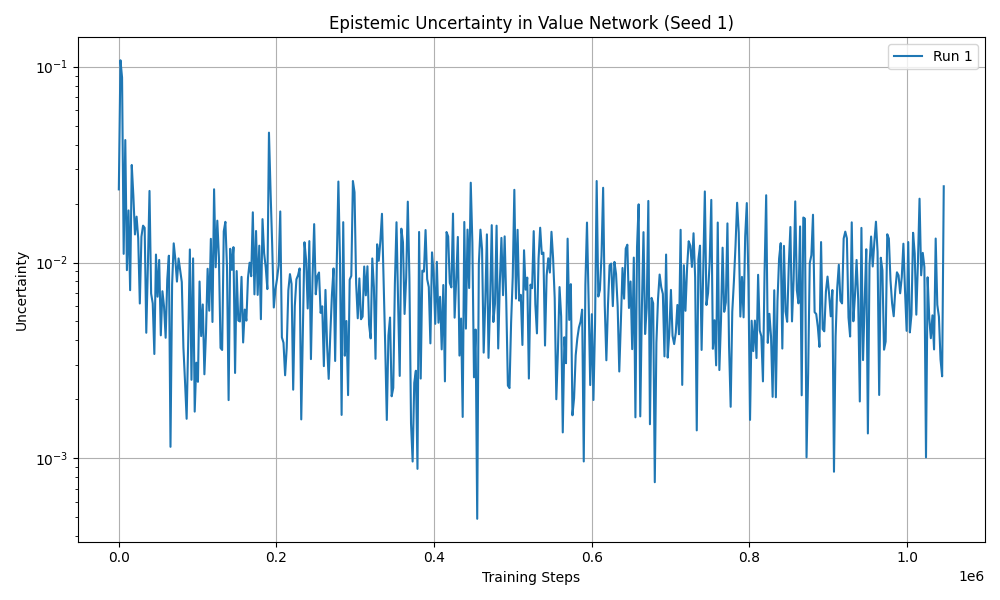 Epistemic Uncertainty in Value Network (Seed 1)
Run 1
Uncertainty
10⁻¹
10⁻²
10⁻³
0.0 0.2 0.4 0.6 0.8 1.0
1e6
Training Steps